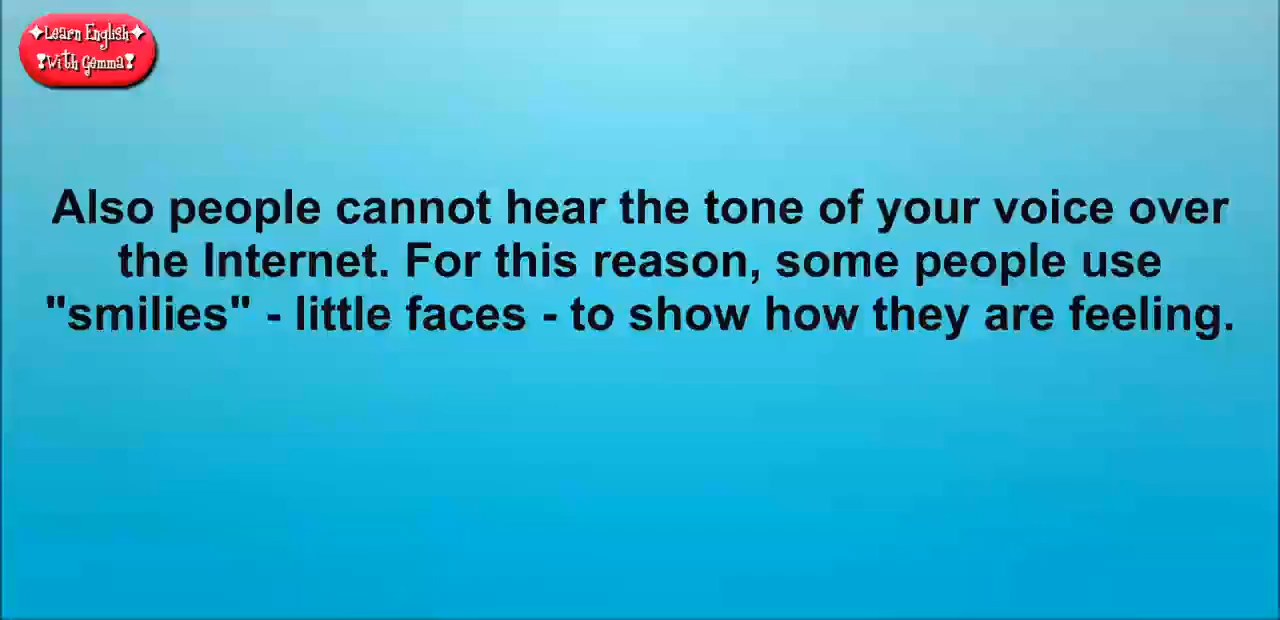 ✦Learn English✦
❣With Gemma❣
Also people cannot hear the tone of your voice over
the Internet. For this reason, some people use
"smilies" - little faces - to show how they are feeling.